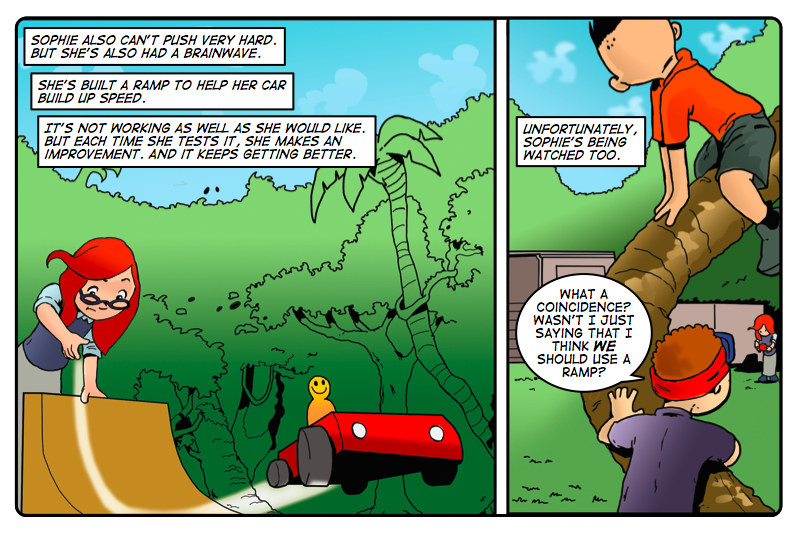 SOPHIE ALSO CAN'T PUSH VERY HARD.
BUT SHE'S ALSO HAD A BRAINWAVE.
SHE'S BUILT A RAMP TO HELP HER CAR
BUILD UP SPEED.
IT'S NOT WORKING AS WELL AS SHE WOULD LIKE.
BUT EACH TIME SHE TESTS IT, SHE MAKES AN
IMPROVEMENT. AND IT KEEPS GETTING BETTER.
UNFORTUNATELY,
SOPHIE'S BEING
WATCHED TOO.
WHAT A
COINCIDENCE?
WASN'T I JUST
SAYING THAT I
THINK WE
SHOULD USE A
RAMP?